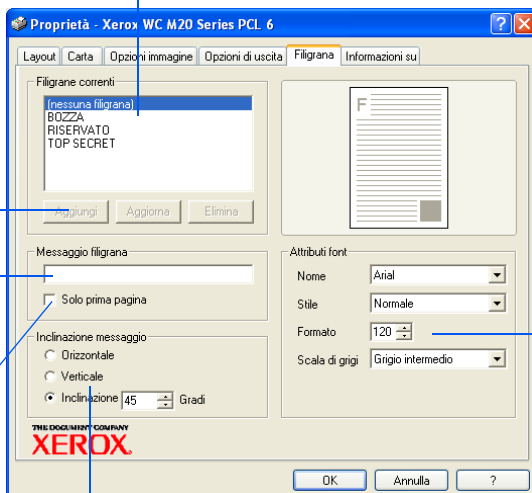 Proprietà - Xerox WC M20 Series PCL 6
Layout Carta Opzioni immagine Opzioni di uscita Filigrana Informazioni su
Filigrane correnti
(nessuna filigrana)
BOZZA
RISERVATO
TOP SECRET
Aggiungi Aggiorna Elimina
F
Messaggio filigrana
Solo prima pagina
Inclinazione messaggio
Orizzontale
Verticale
Inclinazione 45 Gradi
Attributi font
Nome Arial
Stile Normale
Formato 120
Scala di grigi Grigio intermedio
THE DOCUMENT COMPANY
XEROX.
OK Annulla ?